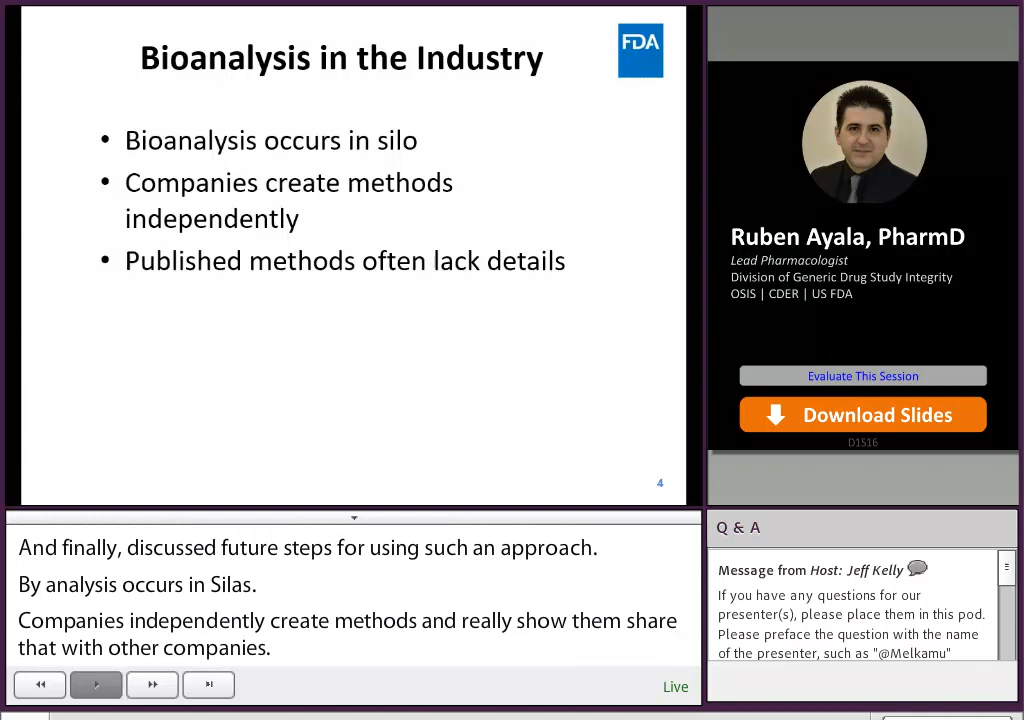 Bioanalysis in the Industry
FDA
• Bioanalysis occurs in silo
• Companies create methods
independently
• Published methods often lack details
4
Ruben Ayala, PharmD
Lead Pharmacologist
Division of Generic Drug Study Integrity
OSIS | CDER | US FDA
Evaluate This Session
Download Slides
D1S16
And finally, discussed future steps for using such an approach.
By analysis occurs in Silas.
Companies independently create methods and really show them share
that with other companies.
Live
Q & A
Message from Host: Jeff Kelly
If you have any questions for our
presenter(s), please place them in this pod.
Please preface the question with the name
of the presenter, such as "@Melkamu"